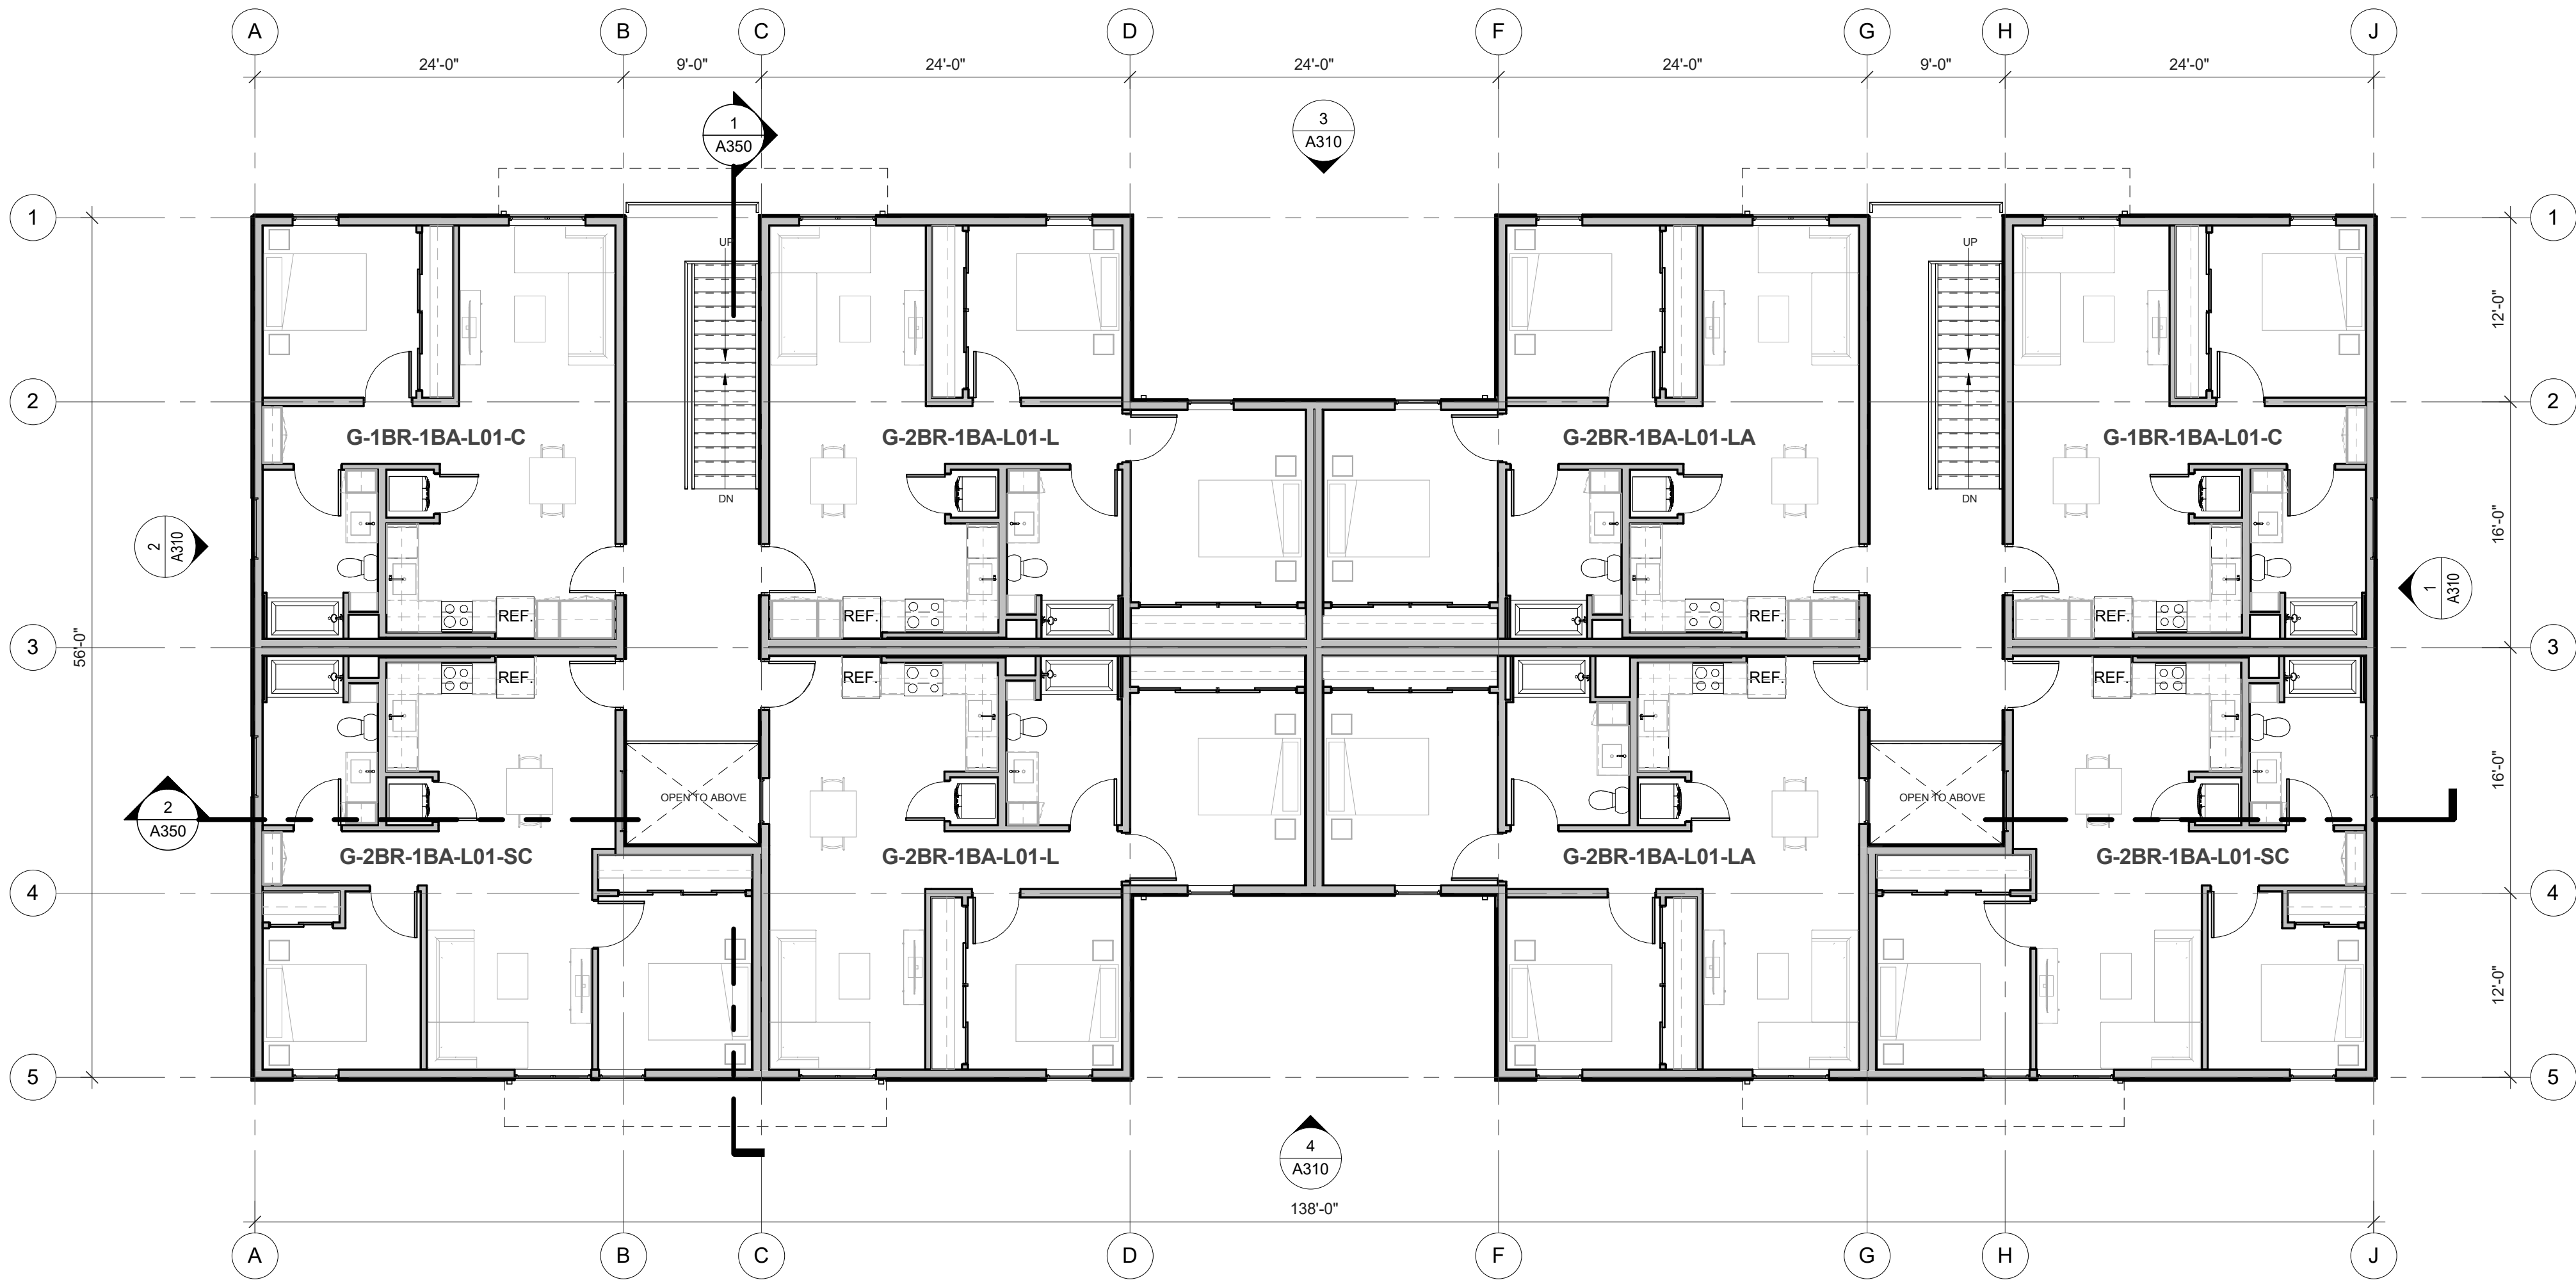 A B C D F G H J
24'-0" 9'-0" 24'-0" 24'-0" 24'-0" 9'-0" 24'-0"
1
A350
3
A310
1 1
UP UP
12'-0"
2 2
G-1BR-1BA-L01-C G-2BR-1BA-L01-L G-2BR-1BA-L01-LA G-1BR-1BA-L01-C
DN DN
16'-0"
2
A310
1
A310
REF. REF. REF. REF.
56'-0"
3 3
REF. REF. REF. REF.
16'-0"
OPEN TO ABOVE OPEN TO ABOVE
2
A350
G-2BR-1BA-L01-SC G-2BR-1BA-L01-L G-2BR-1BA-L01-LA G-2BR-1BA-L01-SC
4 4
12'-0"
5 5
4
A310
138'-0"
A B C D F G H J